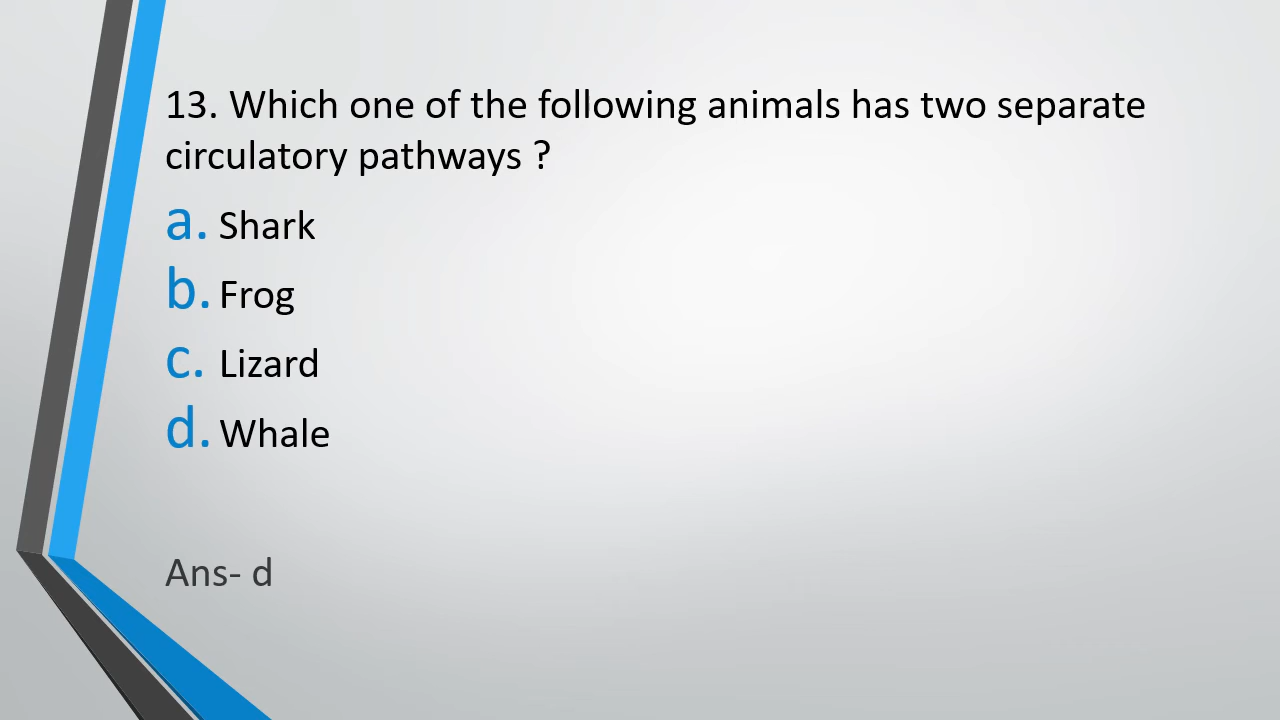 13. Which one of the following animals has two separate
circulatory pathways ?
a. Shark
b. Frog
c. Lizard
d. Whale
Ans- d